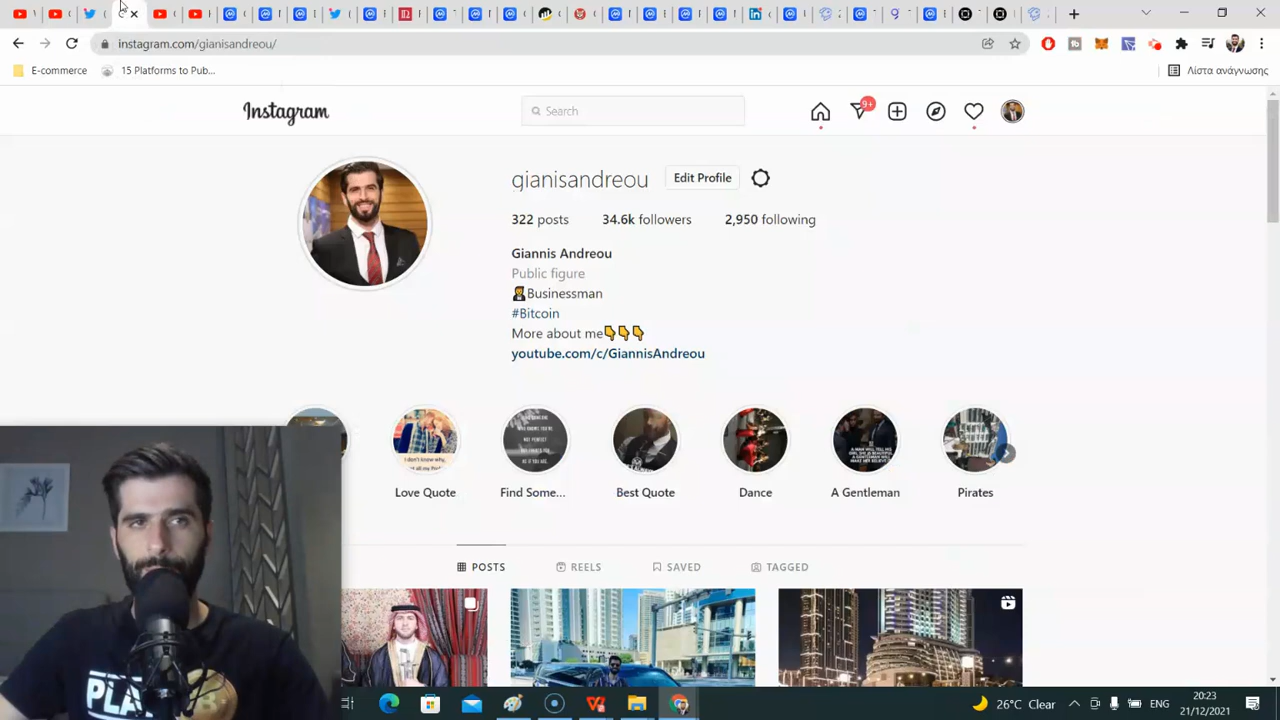 instagram.com/gianisandreou/
E-commerce
15 Platforms to Pub...
Λίστα ανάγνωσης
Instagram
Search
9+
gianisandreou
Edit Profile
322 posts
34.6k followers
2,950 following
Giannis Andreou
Public figure
Businessman
#Bitcoin
More about me
youtube.com/c/GiannisAndreou
Love Quote
Find Some...
Best Quote
Dance
A Gentleman
Pirates
POSTS
REELS
SAVED
TAGGED
PLA
26°C Clear
ENG
20:23
21/12/2021